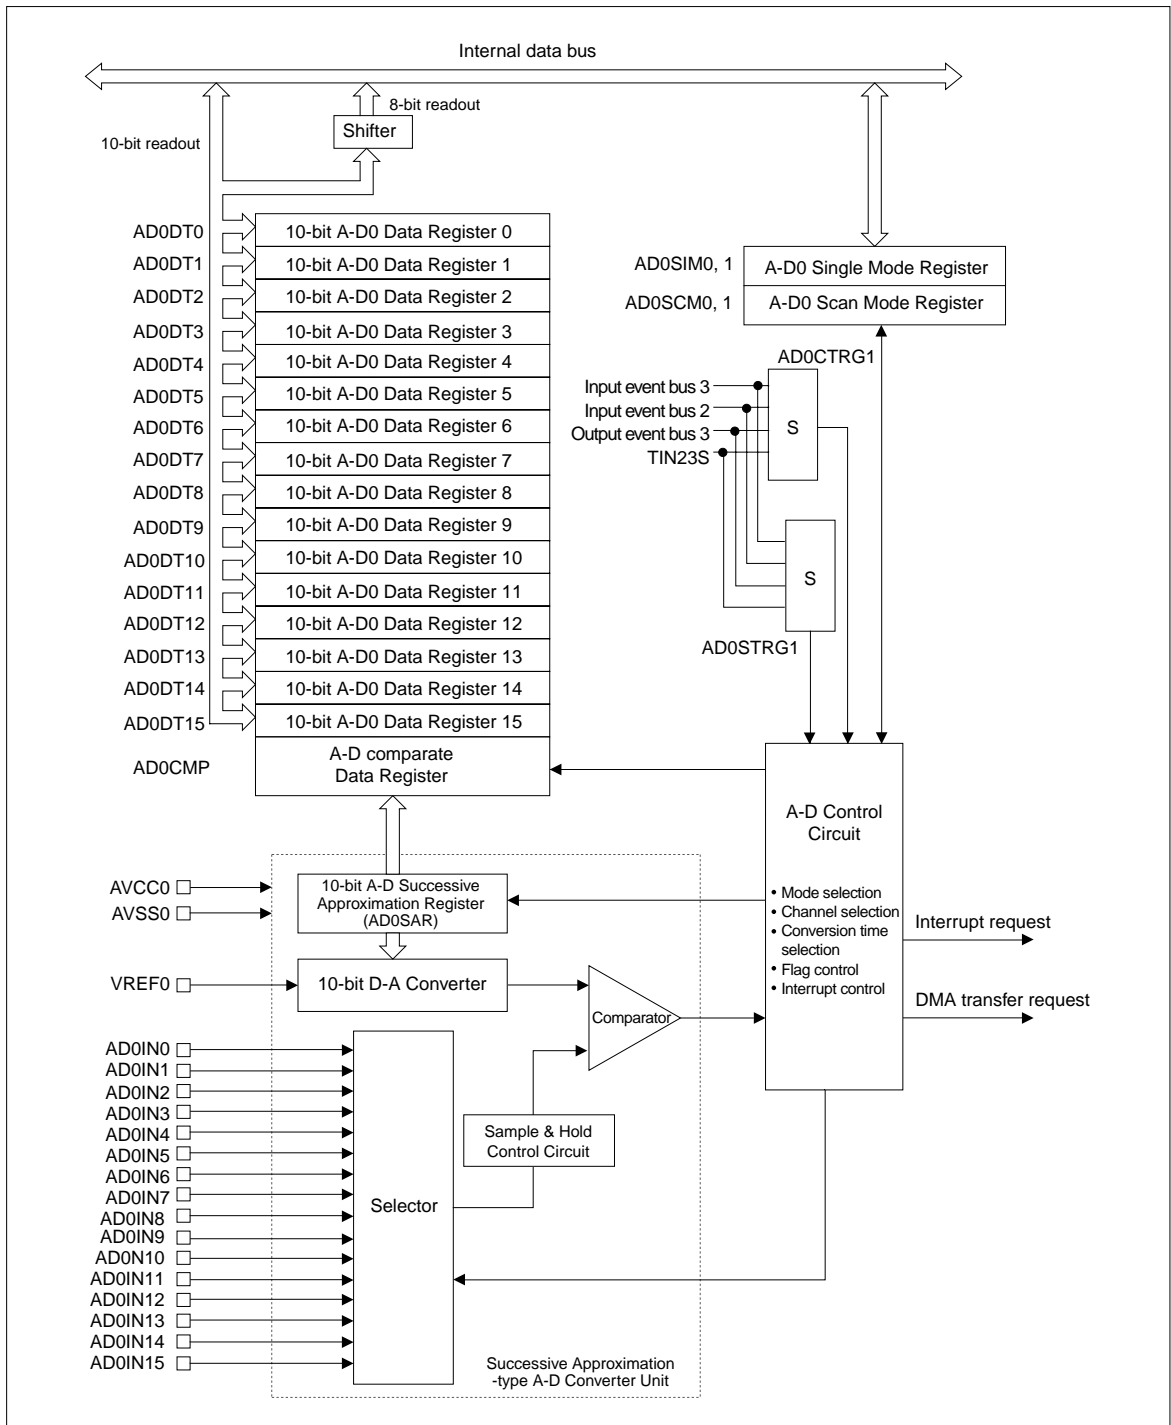 Internal data bus
8-bit readout
Shifter
10-bit readout
AD0DT0 10-bit A-D0 Data Register 0
AD0DT1 10-bit A-D0 Data Register 1
AD0DT2 10-bit A-D0 Data Register 2
AD0DT3 10-bit A-D0 Data Register 3
AD0DT4 10-bit A-D0 Data Register 4
AD0DT5 10-bit A-D0 Data Register 5
AD0DT6 10-bit A-D0 Data Register 6
AD0DT7 10-bit A-D0 Data Register 7
AD0DT8 10-bit A-D0 Data Register 8
AD0DT9 10-bit A-D0 Data Register 9
AD0DT10 10-bit A-D0 Data Register 10
AD0DT11 10-bit A-D0 Data Register 11
AD0DT12 10-bit A-D0 Data Register 12
AD0DT13 10-bit A-D0 Data Register 13
AD0DT14 10-bit A-D0 Data Register 14
AD0DT15 10-bit A-D0 Data Register 15
AD0CMP
A-D comparate
Data Register
AD0SIM0, 1 A-D0 Single Mode Register
AD0SCM0, 1 A-D0 Scan Mode Register
AD0CTRG1
Input event bus 3
Input event bus 2
Output event bus 3
TIN23S
S
S
AD0STRG1
A-D Control
Circuit
• Mode selection
• Channel selection
• Conversion time
selection
• Flag control
• Interrupt control
Interrupt request
DMA transfer request
AVCC0
AVSS0
10-bit A-D Successive
Approximation Register
(AD0SAR)
VREF0
10-bit D-A Converter
Comparator
AD0IN0
AD0IN1
AD0IN2
AD0IN3
AD0IN4
AD0IN5
AD0IN6
AD0IN7
AD0IN8
AD0IN9
AD0N10
AD0IN11
AD0IN12
AD0IN13
AD0IN14
AD0IN15
Selector
Sample & Hold
Control Circuit
Successive Approximation
-type A-D Converter Unit